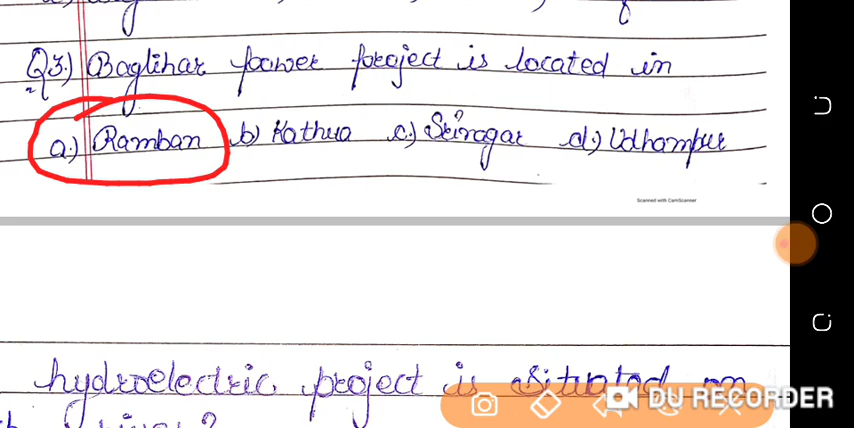 Q3.) Baglihar power project is located in
a.) Ramban b) Kathua c.) Srinagar d.) Udhampur
Scanned with CamScanner
hydroelectric project is situated on
river?
DU RECORDER